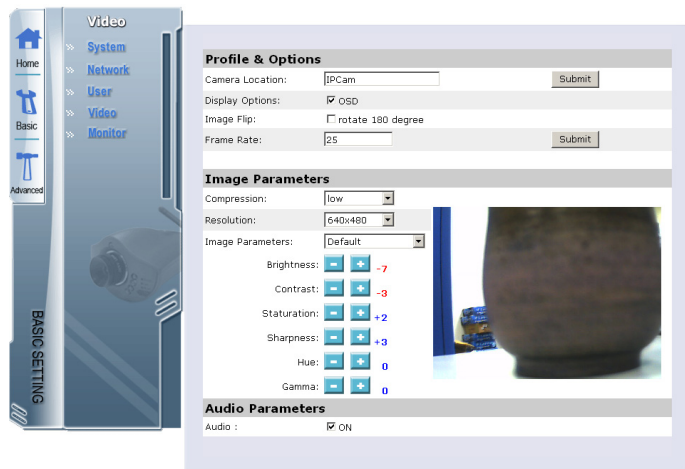 Video
Home
Basic
Advanced
BASIC SETTING
» System
» Network
» User
» Video
» Monitor
Profile & Options
Camera Location: IPCam Submit
Display Options: OSD
Image Flip: rotate 180 degree
Frame Rate: 25 Submit
Image Parameters
Compression: low
Resolution: 640x480
Image Parameters: Default
Brightness: - + -7
Contrast: - + -3
Staturation: - + +2
Sharpness: - + +3
Hue: - + 0
Gamma: - + 0
Audio Parameters
Audio : ON